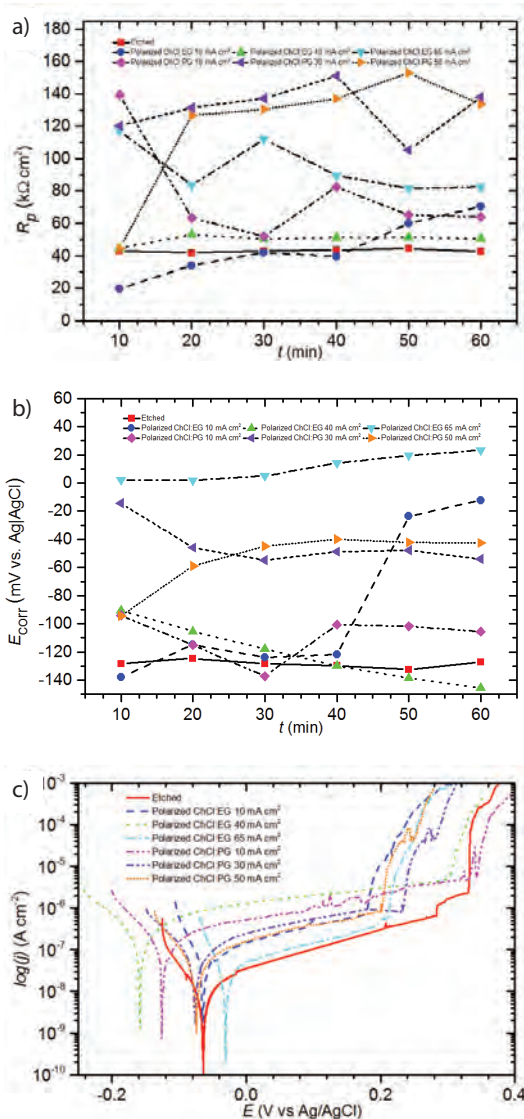 a)
180
160
140
120
100
80
60
40
20
0
Rp (kΩ cm²)
Etched
Polarized ChCl:EG 10 mA cm²
Polarized ChCl:EG 40 mA cm²
Polarized ChCl:EG 65 mA cm²
Polarized ChCl:PG 10 mA cm²
Polarized ChCl:PG 30 mA cm²
Polarized ChCl:PG 50 mA cm²
10 20 30 40 50 60
t (min)
b)
60
40
20
0
-20
-40
-60
-80
-100
-120
-140
Ecorr (mV vs. Ag|AgCl)
Etched
Polarized ChCl:EG 10 mA cm²
Polarized ChCl:EG 40 mA cm²
Polarized ChCl:EG 65 mA cm²
Polarized ChCl:PG 10 mA cm²
Polarized ChCl:PG 30 mA cm²
Polarized ChCl:PG 50 mA cm²
10 20 30 40 50 60
t (min)
c)
10⁻³
10⁻⁴
10⁻⁵
10⁻⁶
10⁻⁷
10⁻⁸
10⁻⁹
10⁻¹⁰
log(j) (A cm⁻²)
Etched
Polarized ChCl:EG 10 mA cm²
Polarized ChCl:EG 40 mA cm²
Polarized ChCl:EG 65 mA cm²
Polarized ChCl:PG 10 mA cm²
Polarized ChCl:PG 30 mA cm²
Polarized ChCl:PG 50 mA cm²
-0.2 0.0 0.2 0.4
E (V vs Ag/AgCl)